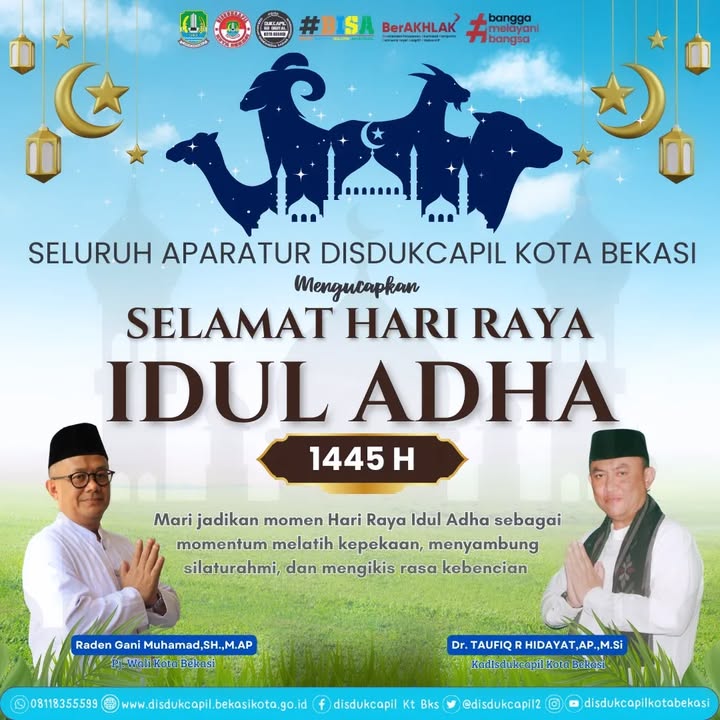 #BISA
BerAKHLAK
#bangga
melayani
bangsa
SELURUH APARATUR DISDUKCAPIL KOTA BEKASI
Mengucapkan
SELAMAT HARI RAYA
IDUL ADHA
1445 H
Mari jadikan momen Hari Raya Idul Adha sebagai
momentum melatih kepekaan, menyambung
silaturahmi, dan mengikis rasa kebencian
Raden Gani Muhamad,SH.,M.AP
Pj. Wali Kota Bekasi
Dr. TAUFIQ R HIDAYAT,AP.,M.Si
KadIsdukcapil Kota Bekasi
08118355599 www.disdukcapil.bekasikota.go.id disdukcapil Kt Bks @disdukcapil2 disdukcapilkotabekasi